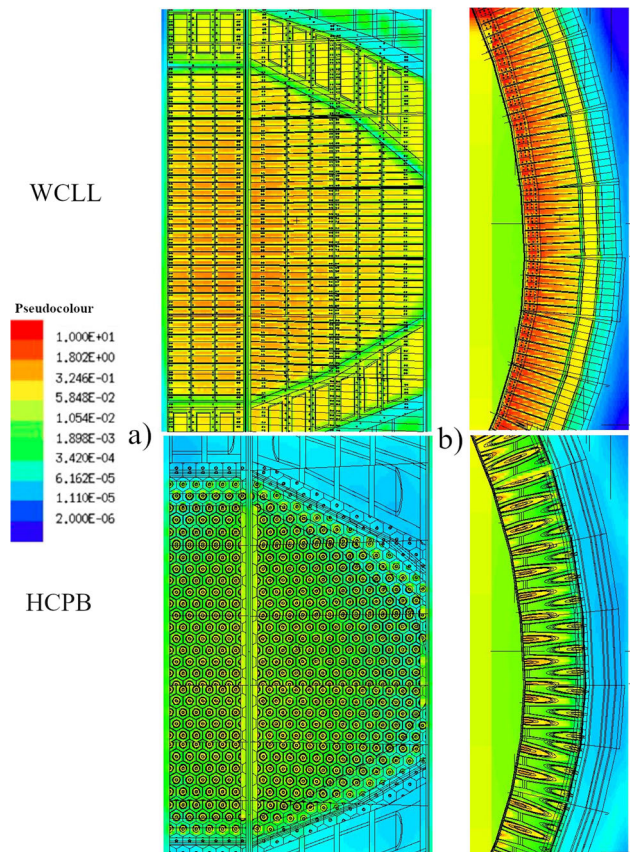 WCLL
Pseudocolour
1.000E+01
1.802E+00
3.246E-01
5.848E-02
1.054E-02
1.898E-03
3.420E-04
6.162E-05
1.110E-05
2.000E-06
a)
b)
HCPB